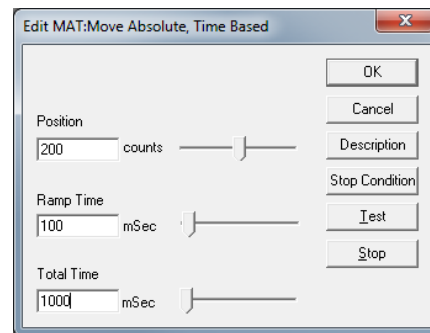 Edit MAT:Move Absolute, Time Based
OK
Cancel
Position
200 counts
Description
Stop Condition
Ramp Time
100 mSec
Test
Stop
Total Time
1000 mSec